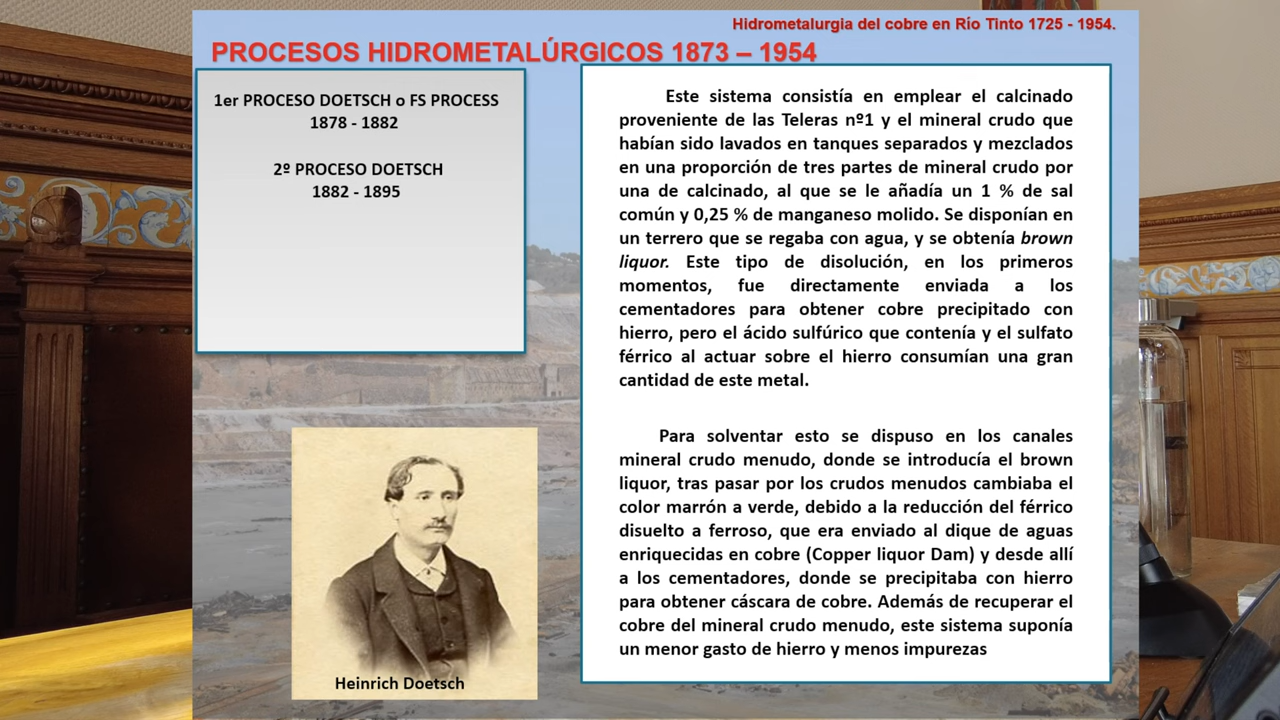 Hidrometalurgia del cobre en Río Tinto 1725 - 1954.
PROCESOS HIDROMETALÚRGICOS 1873 – 1954
1er PROCESO DOETSCH o FS PROCESS
1878 - 1882
2º PROCESO DOETSCH
1882 - 1895
Este sistema consistía en emplear el calcinado
proveniente de las Teleras nº1 y el mineral crudo que
habían sido lavados en tanques separados y mezclados
en una proporción de tres partes de mineral crudo por
una de calcinado, al que se le añadía un 1 % de sal
común y 0,25 % de manganeso molido. Se disponían en
un terrero que se regaba con agua, y se obtenía brown
liquor. Este tipo de disolución, en los primeros
momentos, fue directamente enviada a los
cementadores para obtener cobre precipitado con
hierro, pero el ácido sulfúrico que contenía y el sulfato
férrico al actuar sobre el hierro consumían una gran
cantidad de este metal.
Para solventar esto se dispuso en los canales
mineral crudo menudo, donde se introducía el brown
liquor, tras pasar por los crudos menudos cambiaba el
color marrón a verde, debido a la reducción del férrico
disuelto a ferroso, que era enviado al dique de aguas
enriquecidas en cobre (Copper liquor Dam) y desde allí
a los cementadores, donde se precipitaba con hierro
para obtener cáscara de cobre. Además de recuperar el
cobre del mineral crudo menudo, este sistema suponía
un menor gasto de hierro y menos impurezas
Heinrich Doetsch